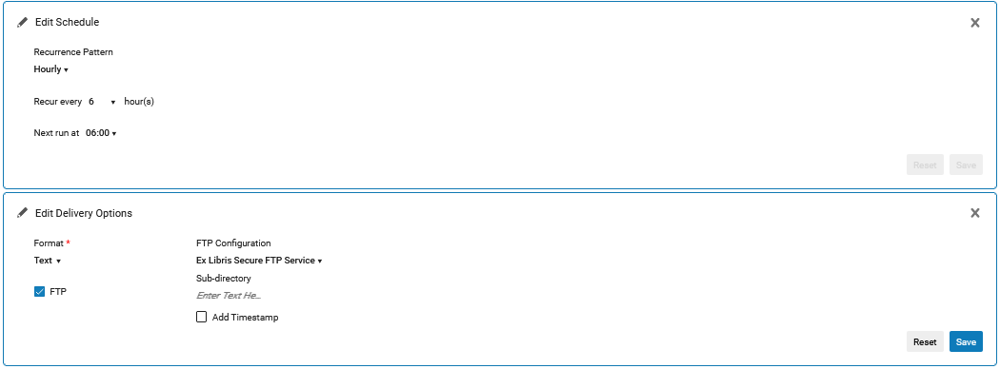 Edit Schedule
Recurrence Pattern
Hourly
Recur every 6 hour(s)
Next run at 06:00
Reset Save
Edit Delivery Options
Format * FTP Configuration
Text Ex Libris Secure FTP Service
Sub-directory
FTP Enter Text He...
Add Timestamp
Reset Save